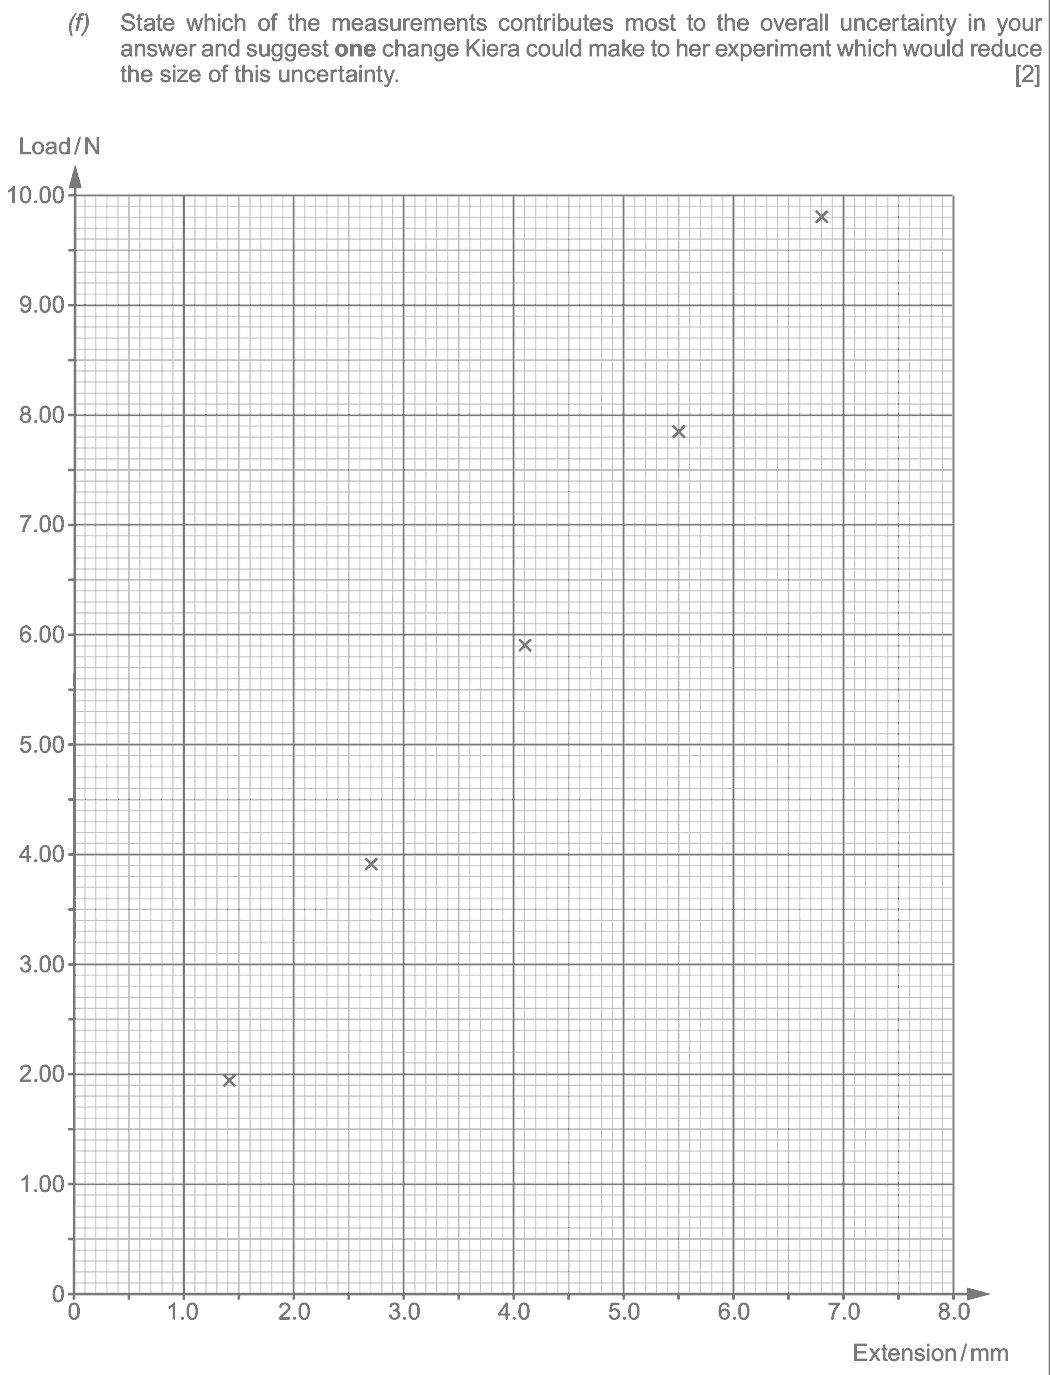 (f) State which of the measurements contributes most to the overall uncertainty in your
answer and suggest one change Kiera could make to her experiment which would reduce
the size of this uncertainty. [2]
Load/N
10.00
9.00
8.00
7.00
6.00
5.00
4.00
3.00
2.00
1.00
0
0 1.0 2.0 3.0 4.0 5.0 6.0 7.0 8.0
Extension/mm